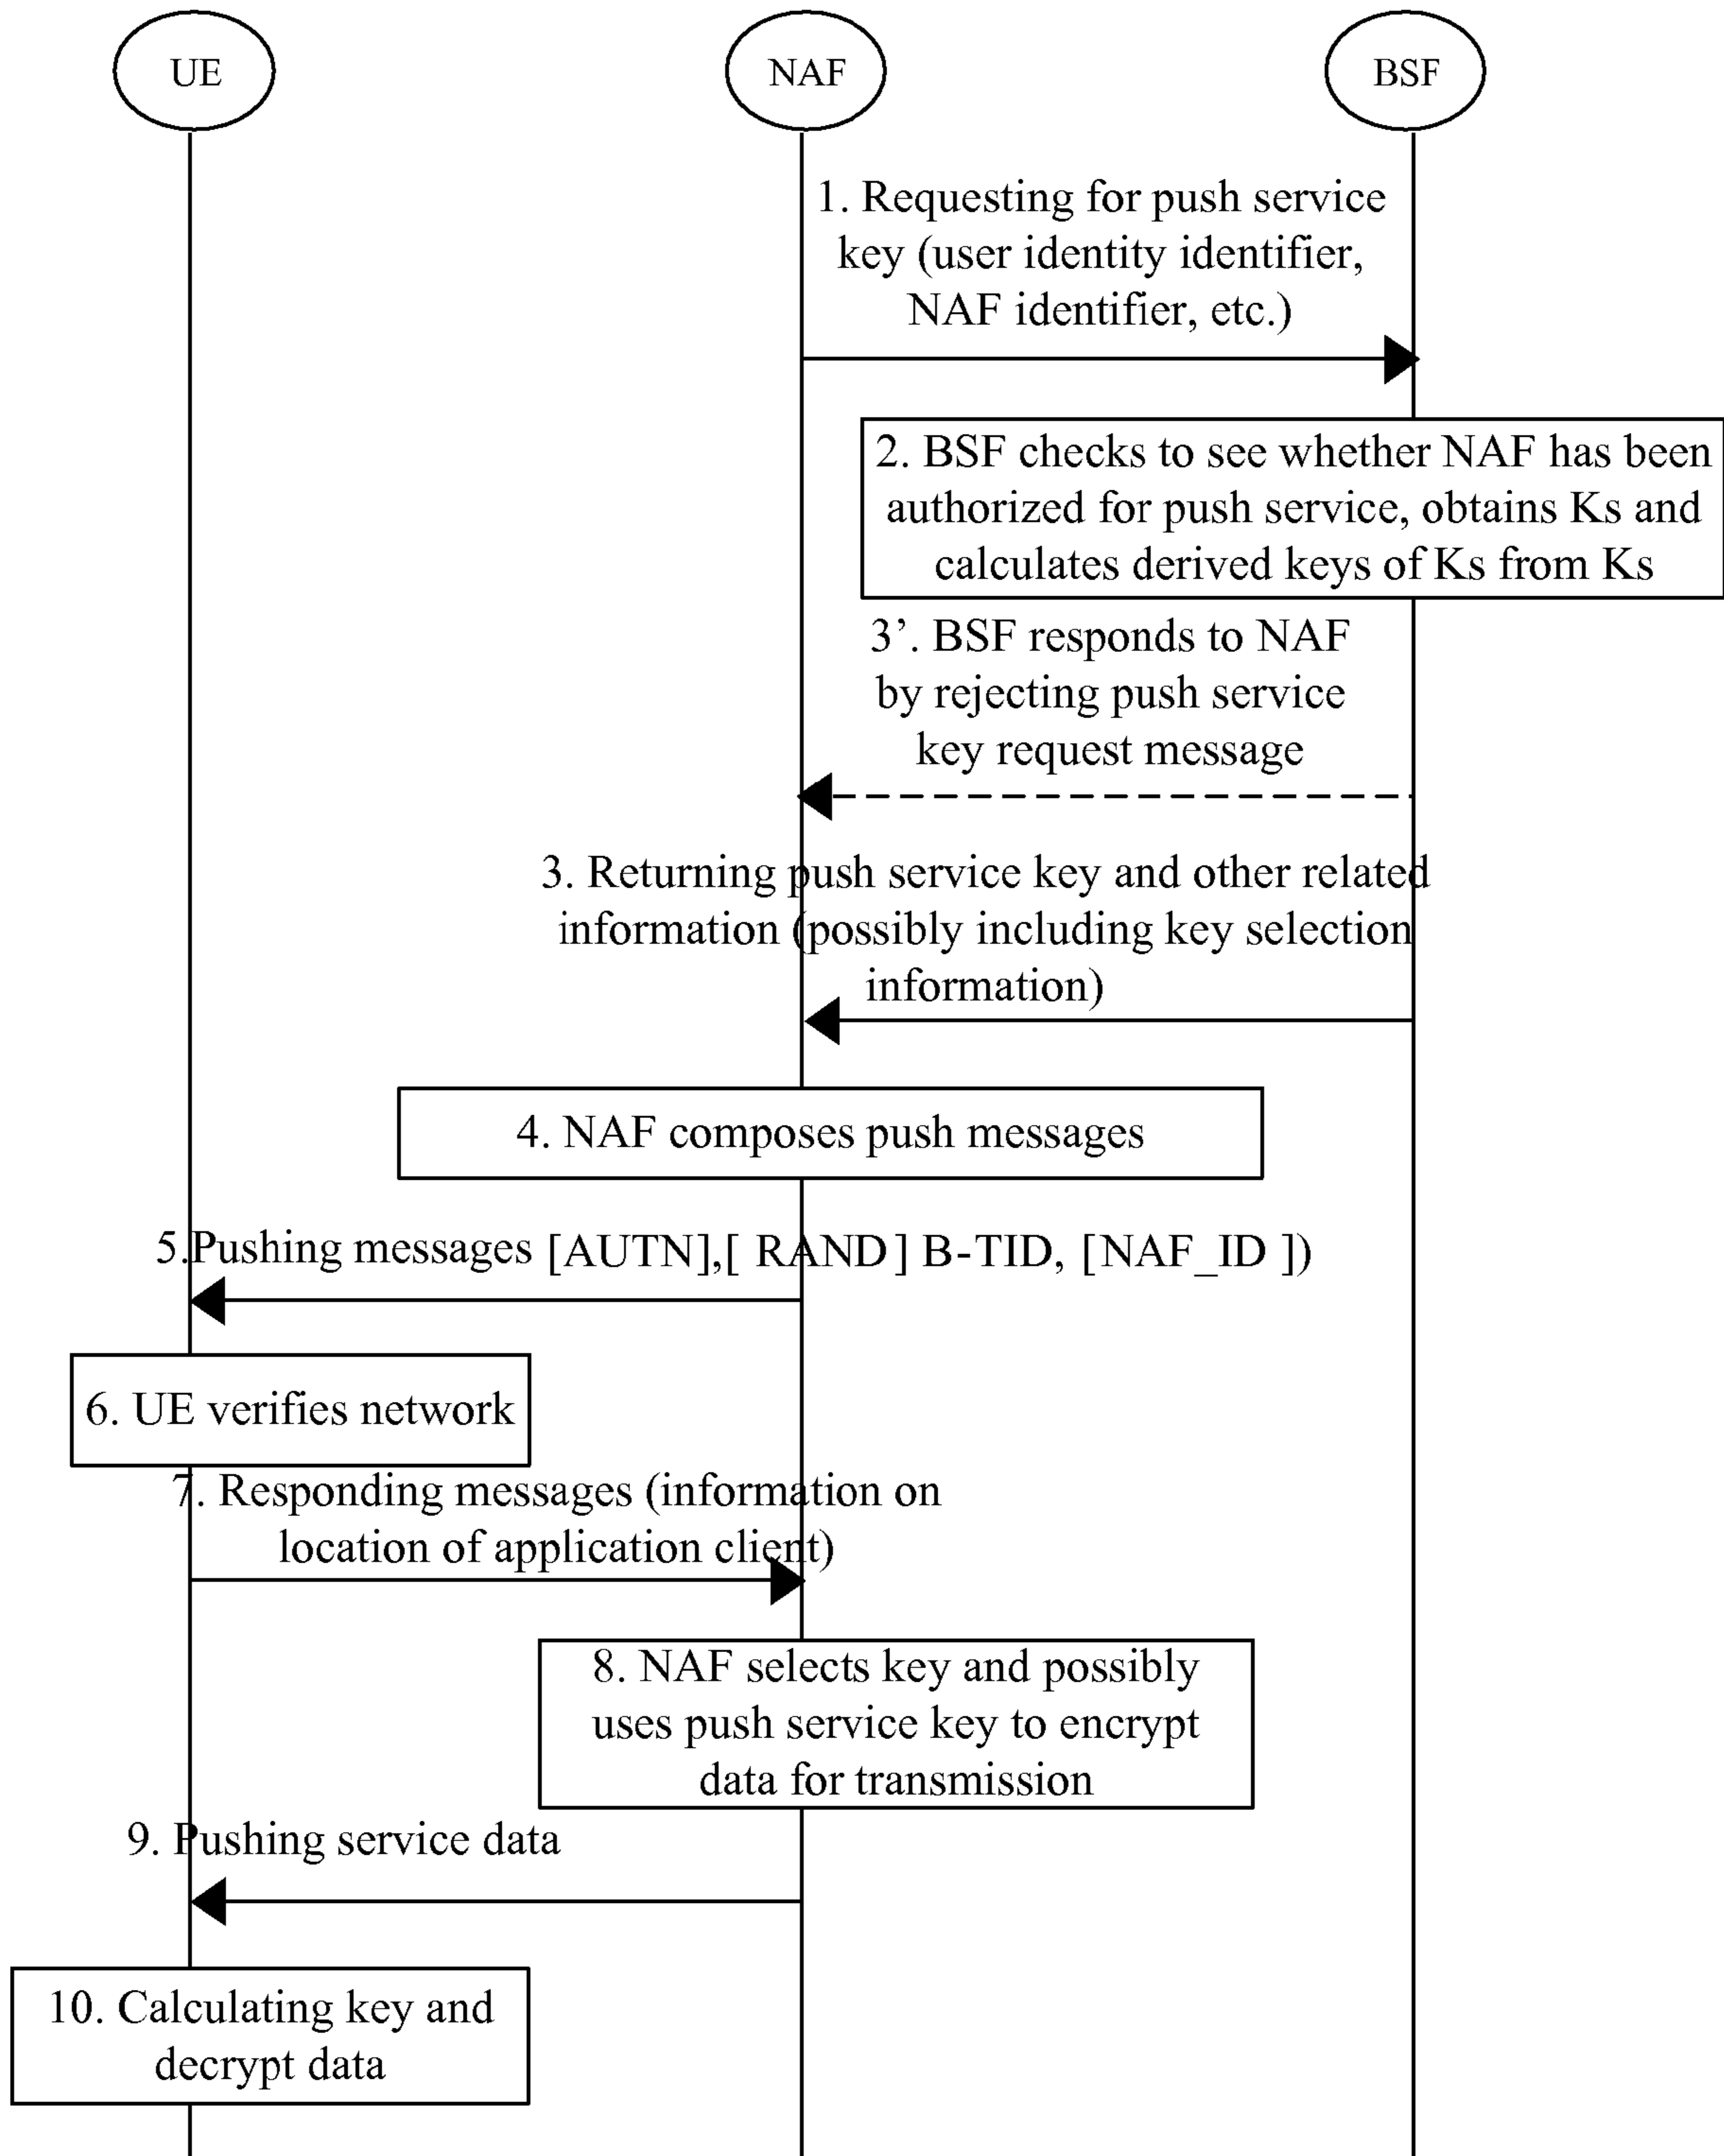 UE
NAF
BSF
1. Requesting for push service
key (user identity identifier,
NAF identifier, etc.)
2. BSF checks to see whether NAF has been
authorized for push service, obtains Ks and
calculates derived keys of Ks from Ks
3’. BSF responds to NAF
by rejecting push service
key request message
3. Returning push service key and other related
information (possibly including key selection
information)
4. NAF composes push messages
5.Pushing messages [AUTN],[ RAND] B-TID, [NAF_ID ])
6. UE verifies network
7. Responding messages (information on
location of application client)
8. NAF selects key and possibly
uses push service key to encrypt
data for transmission
9. Pushing service data
10. Calculating key and
decrypt data